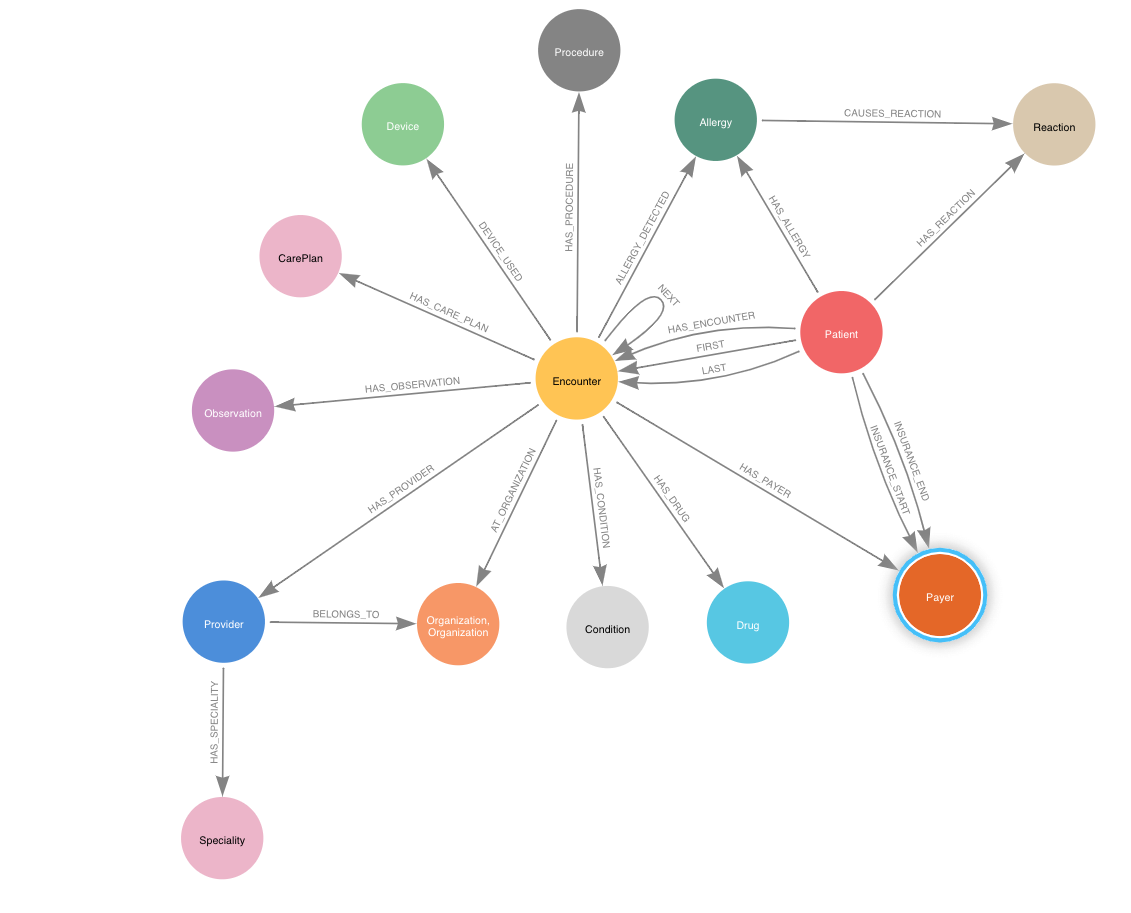 Procedure
Device
Allergy
CAUSES_REACTION
Reaction
HAS_PROCEDURE
ALLERGY_DETECTED
HAS_ALLERGY
HAS_REACTION
DEVICE_USED
CarePlan
HAS_CARE_PLAN
NEXT
HAS_ENCOUNTER
FIRST
LAST
Patient
Encounter
HAS_OBSERVATION
Observation
HAS_PROVIDER
AT_ORGANIZATION
HAS_CONDITION
HAS_DRUG
HAS_PAYER
INSURANCE_START
INSURANCE_END
Payer
Provider
BELONGS_TO
Organization,
Organization
Condition
Drug
HAS_SPECIALITY
Speciality